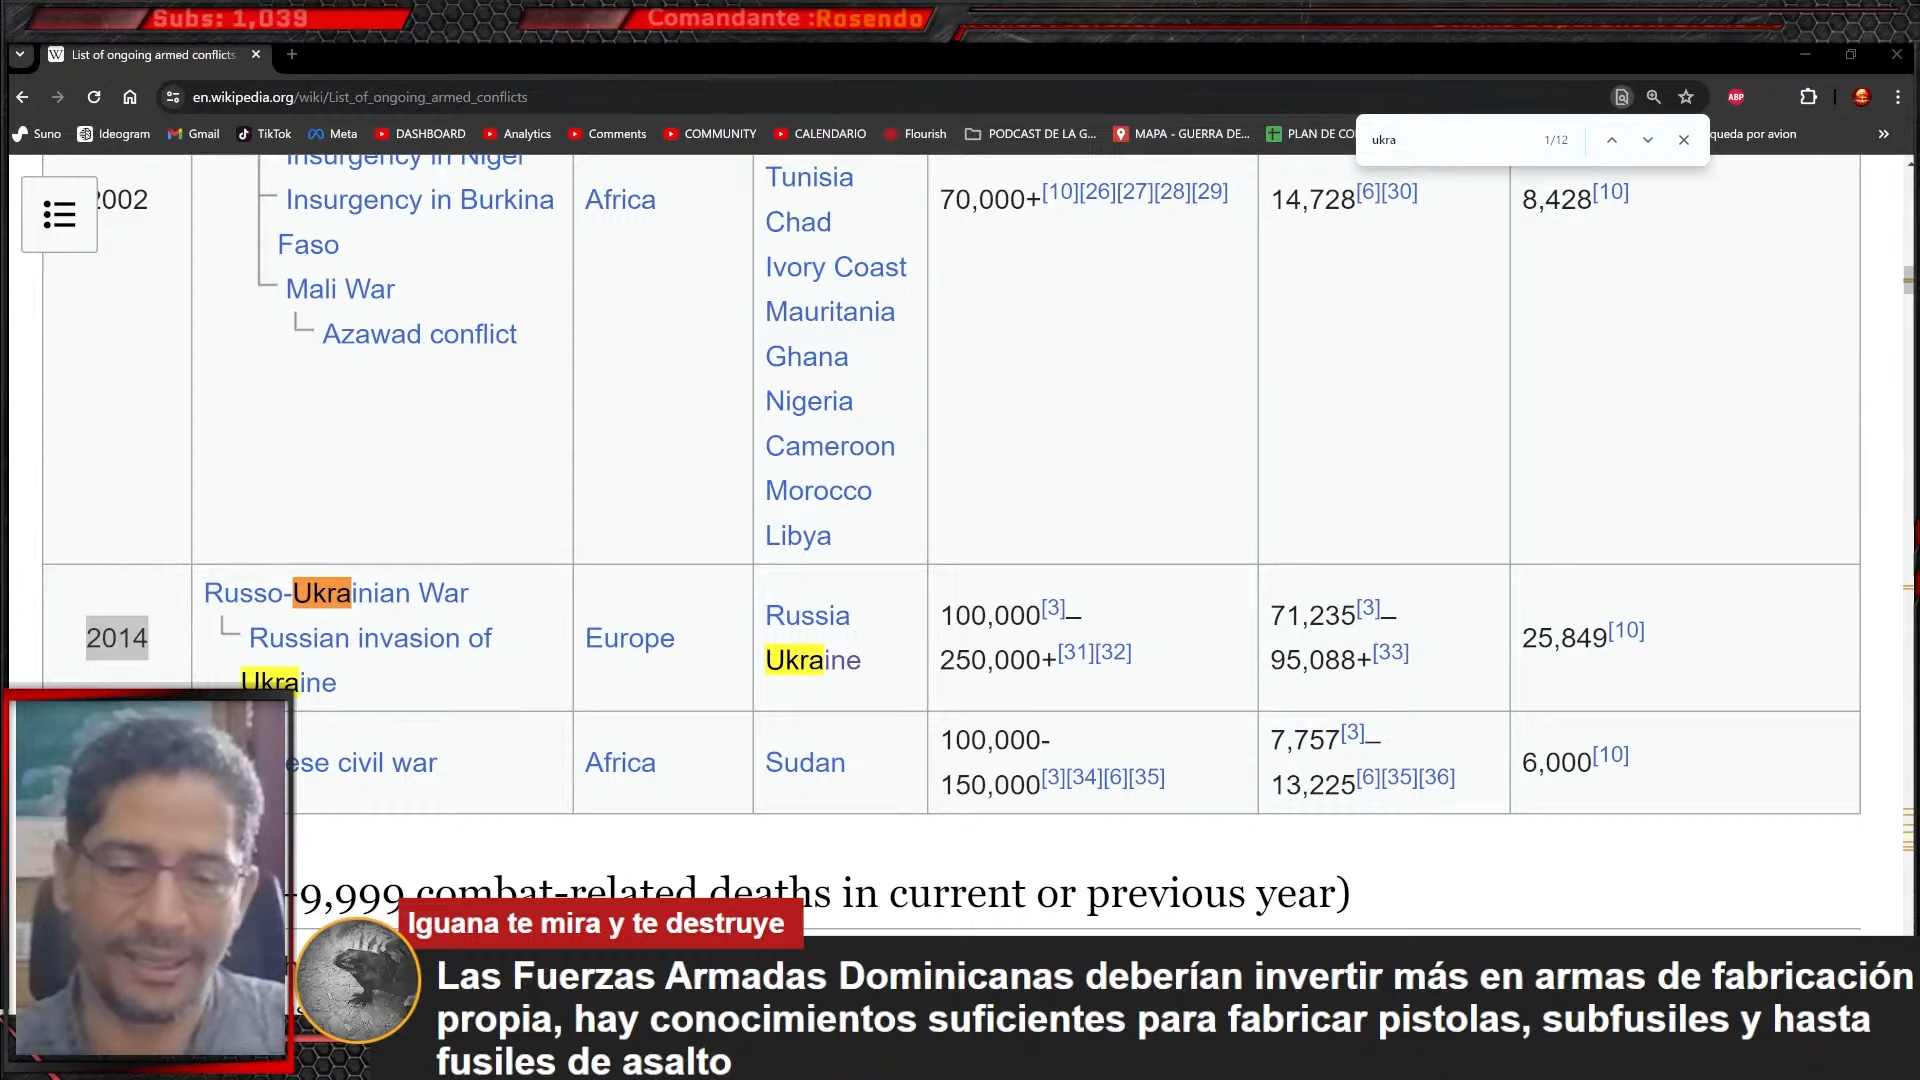 Subs: 1,039
Comandante :Rosendo
List of ongoing armed conflicts
en.wikipedia.org/wiki/List_of_ongoing_armed_conflicts
ABP
Suno
Ideogram
Gmail
TikTok
Meta
DASHBOARD
Analytics
Comments
COMMUNITY
CALENDARIO
Flourish
PODCAST DE LA G...
MAPA - GUERRA DE...
PLAN DE CO
queda por avion
ukra
1/12
2002
Insurgency in Niger
Insurgency in Burkina
Faso
Mali War
Azawad conflict
Africa
Tunisia
Chad
Ivory Coast
Mauritania
Ghana
Nigeria
Cameroon
Morocco
Libya
70,000+[10][26][27][28][29]
14,728[6][30]
8,428[10]
2014
Russo-Ukrainian War
Russian invasion of
Ukraine
Europe
Russia
Ukraine
100,000[3]–
250,000+[31][32]
71,235[3]–
95,088+[33]
25,849[10]
ese civil war
Africa
Sudan
100,000-
150,000[3][34][6][35]
7,757[3]–
13,225[6][35][36]
6,000[10]
–9,999 combat-related deaths in current or previous year)
Iguana te mira y te destruye
Las Fuerzas Armadas Dominicanas deberían invertir más en armas de fabricación
propia, hay conocimientos suficientes para fabricar pistolas, subfusiles y hasta
fusiles de asalto